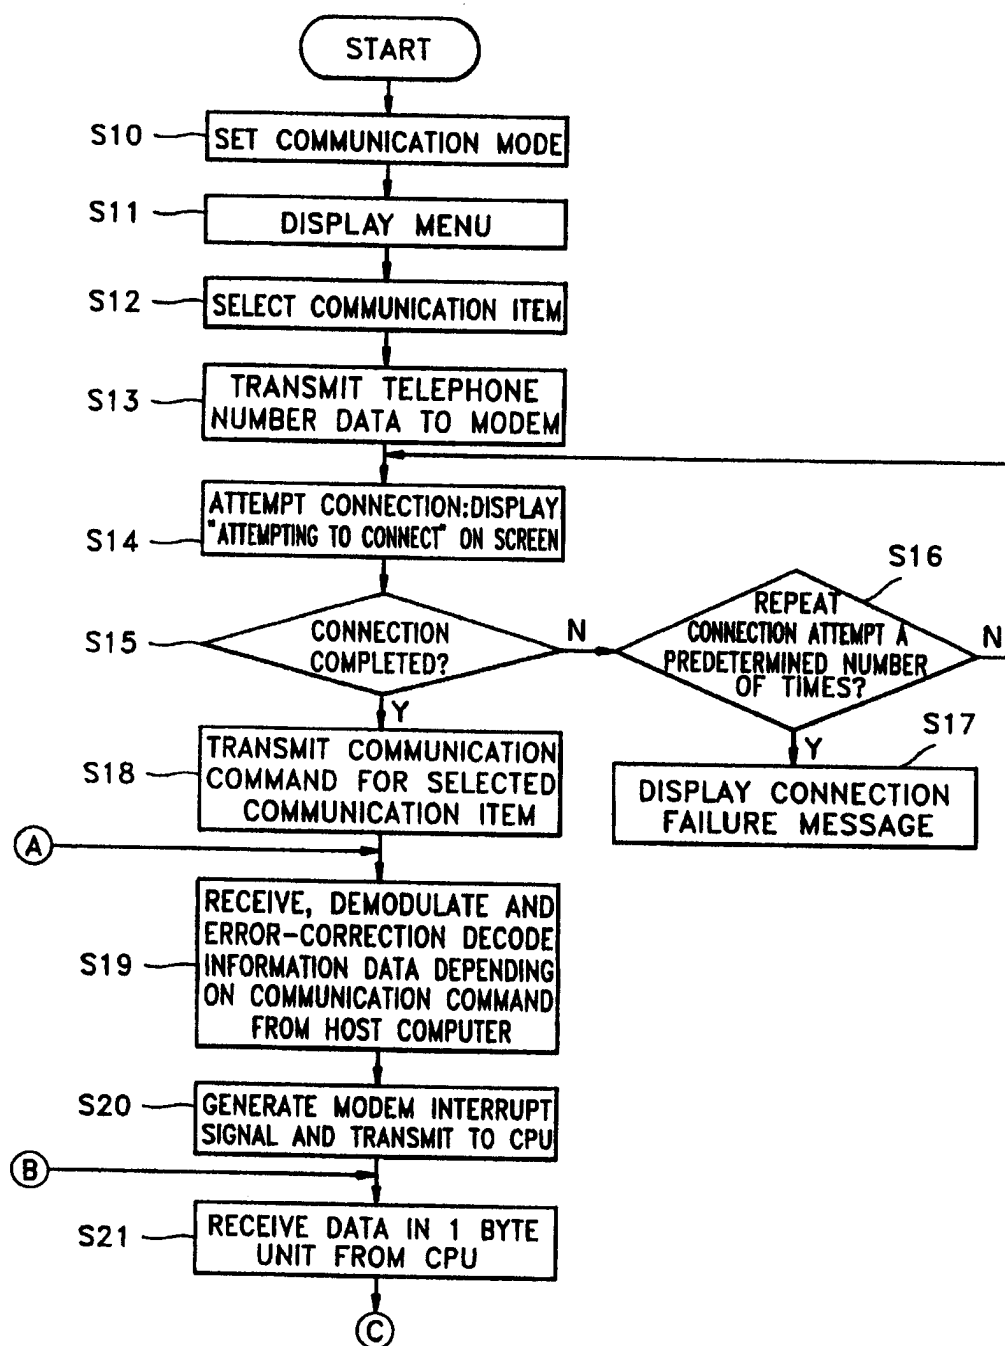 START
S10
SET COMMUNICATION MODE
S11
DISPLAY MENU
S12
SELECT COMMUNICATION ITEM
S13
TRANSMIT TELEPHONE
NUMBER DATA TO MODEM
S14
ATTEMPT CONNECTION:DISPLAY
"ATTEMPTING TO CONNECT" ON SCREEN
S15
CONNECTION
COMPLETED?
N
Y
S16
REPEAT
CONNECTION ATTEMPT A
PREDETERMINED NUMBER
OF TIMES?
N
Y
S17
DISPLAY CONNECTION
FAILURE MESSAGE
S18
TRANSMIT COMMUNICATION
COMMAND FOR SELECTED
COMMUNICATION ITEM
A
S19
RECEIVE, DEMODULATE AND
ERROR-CORRECTION DECODE
INFORMATION DATA DEPENDING
ON COMMUNICATION COMMAND
FROM HOST COMPUTER
S20
GENERATE MODEM INTERRUPT
SIGNAL AND TRANSMIT TO CPU
B
S21
RECEIVE DATA IN 1 BYTE
UNIT FROM CPU
C